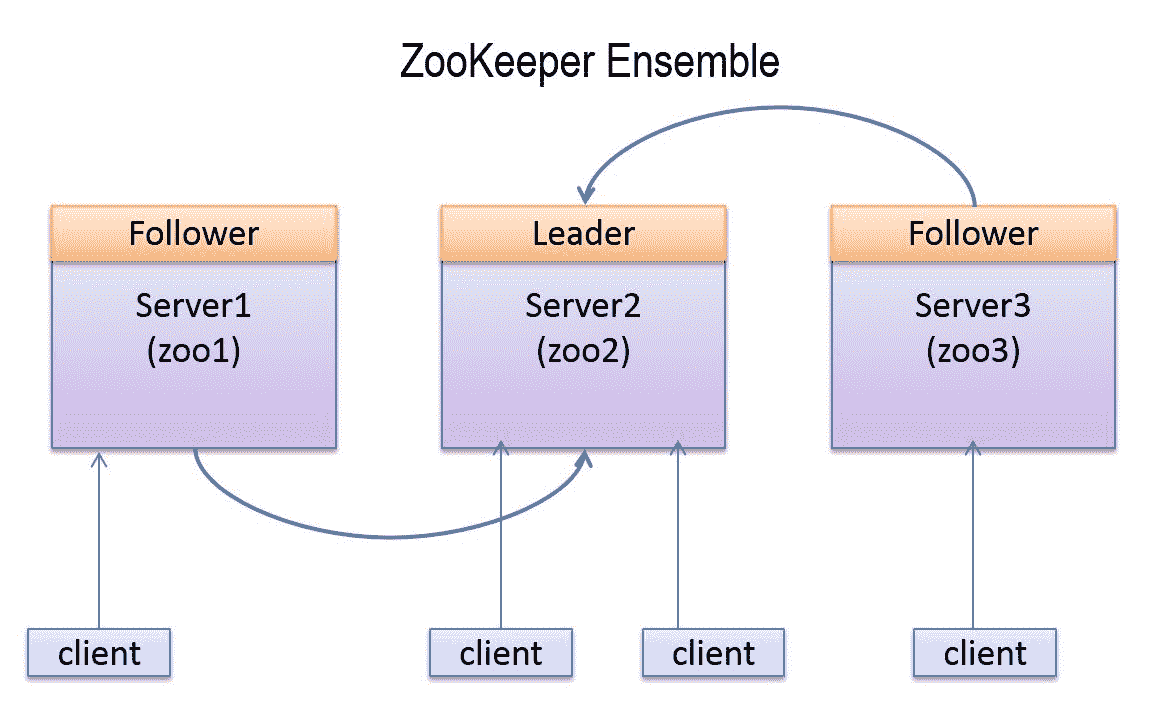 ZooKeeper Ensemble
Follower
Server1
(zoo1)
Leader
Server2
(zoo2)
Follower
Server3
(zoo3)
client
client
client
client